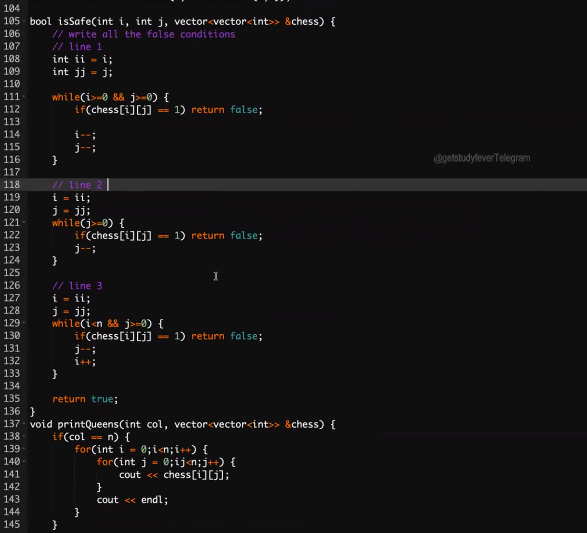 104
105 bool isSafe(int i, int j, vector<vector<int>> &chess) {
106 // write all the false conditions
107 // line 1
108 int ii = i;
109 int jj = j;
110
111 while(i>=0 && j>=0) {
112 if(chess[i][j] == 1) return false;
113
114 i--;
115 j--;
116 }
@getstudyfeverTelegram
117
118 // line 2
119 i = ii;
120 j = jj;
121 while(j>=0) {
122 if(chess[i][j] == 1) return false;
123 j--;
124 }
125
126 // line 3
127 i = ii;
128 j = jj;
129 while(i<n && j>=0) {
130 if(chess[i][j] == 1) return false;
131 j--;
132 i++;
133 }
134
135 return true;
136 }
137 void printQueens(int col, vector<vector<int>> &chess) {
138 if(col == n) {
139 for(int i = 0;i<n;i++) {
140 for(int j = 0;ij<n;j++) {
141 cout << chess[i][j];
142 }
143 cout << endl;
144 }
145 }